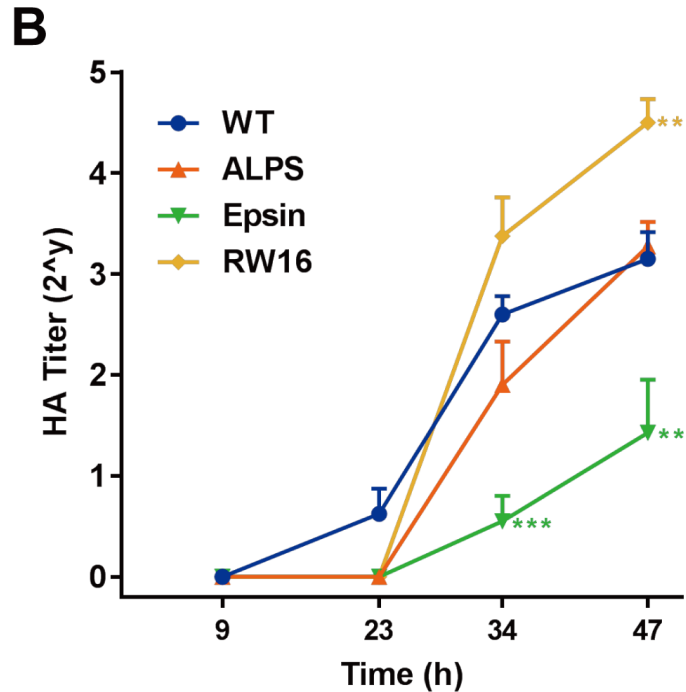 B
HA Titer (2^y)
5
4
3
2
1
0
WT
ALPS
Epsin
RW16
**
**
***
9 23 34 47
Time (h)